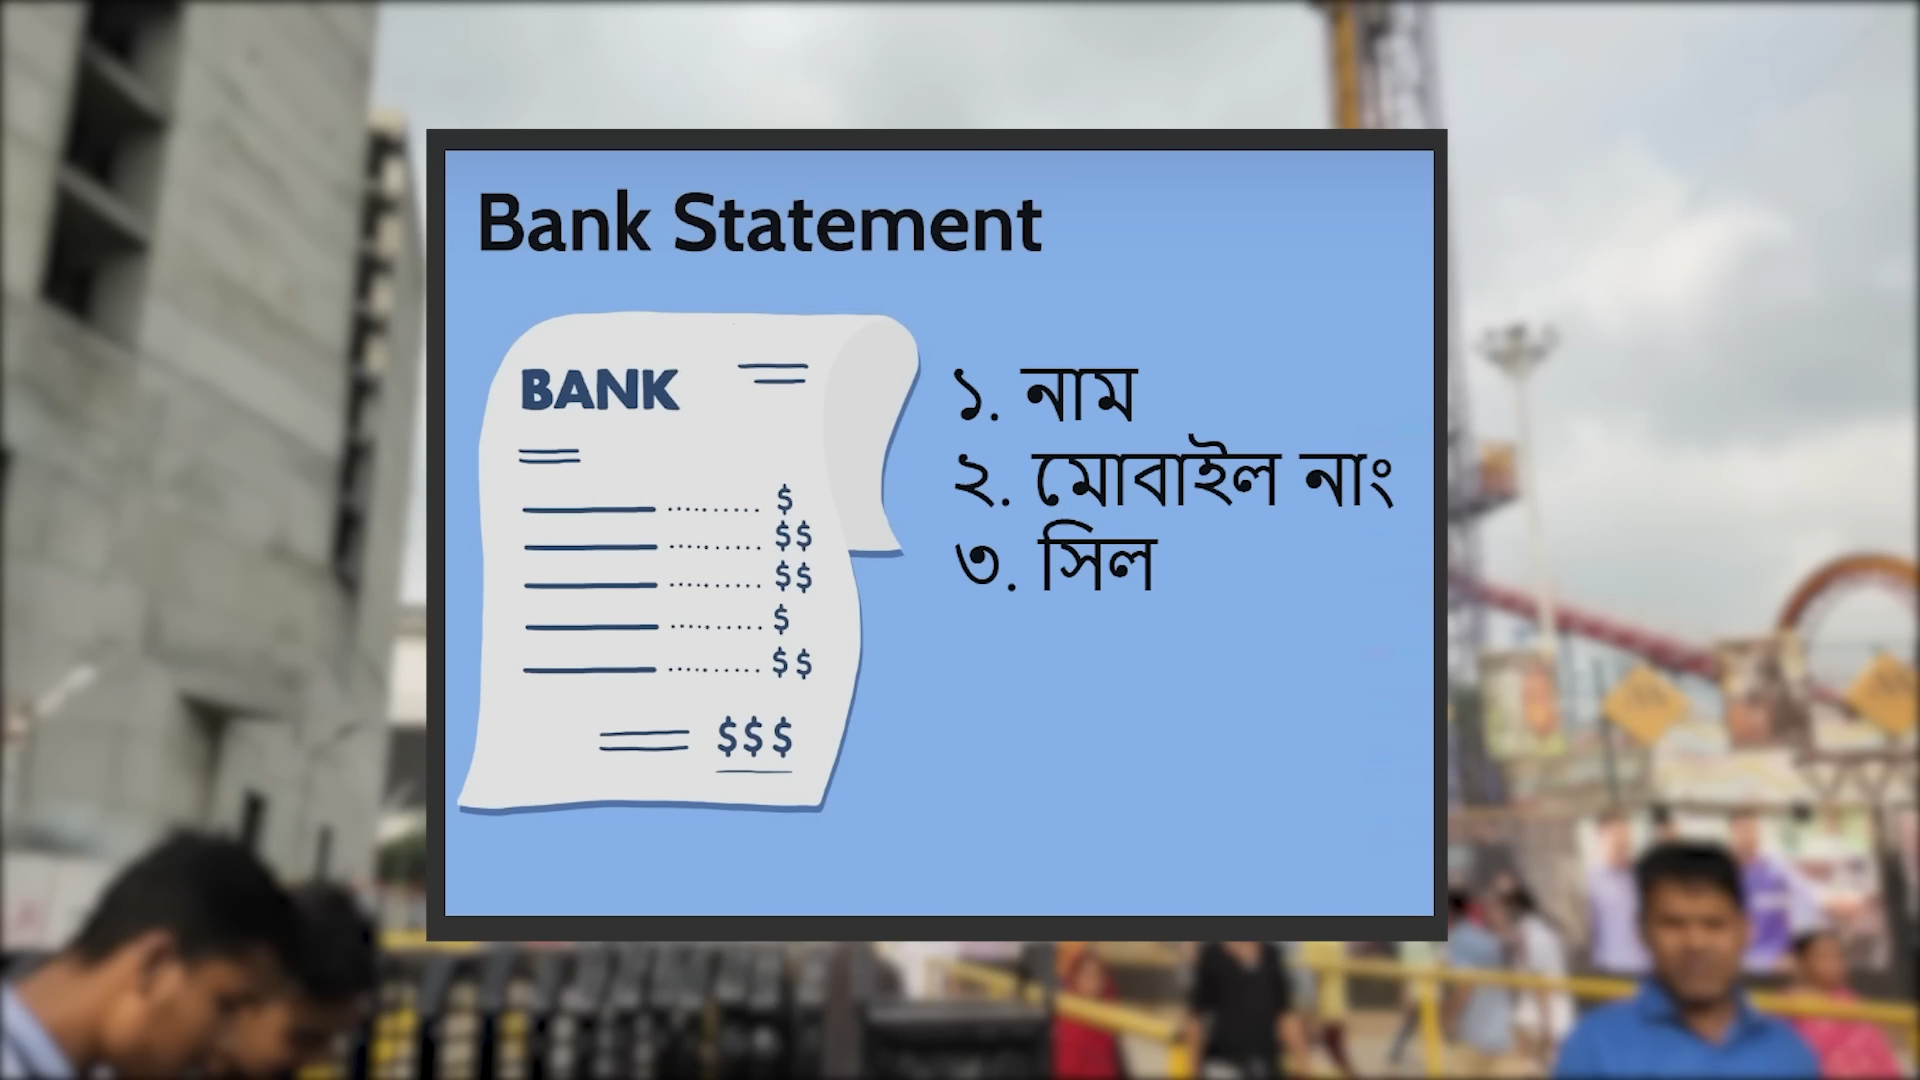 Bank Statement
BANK
$
$$
$$
$
$$
$$$
১. নাম
২. মোবাইল নাং
৩. সিল